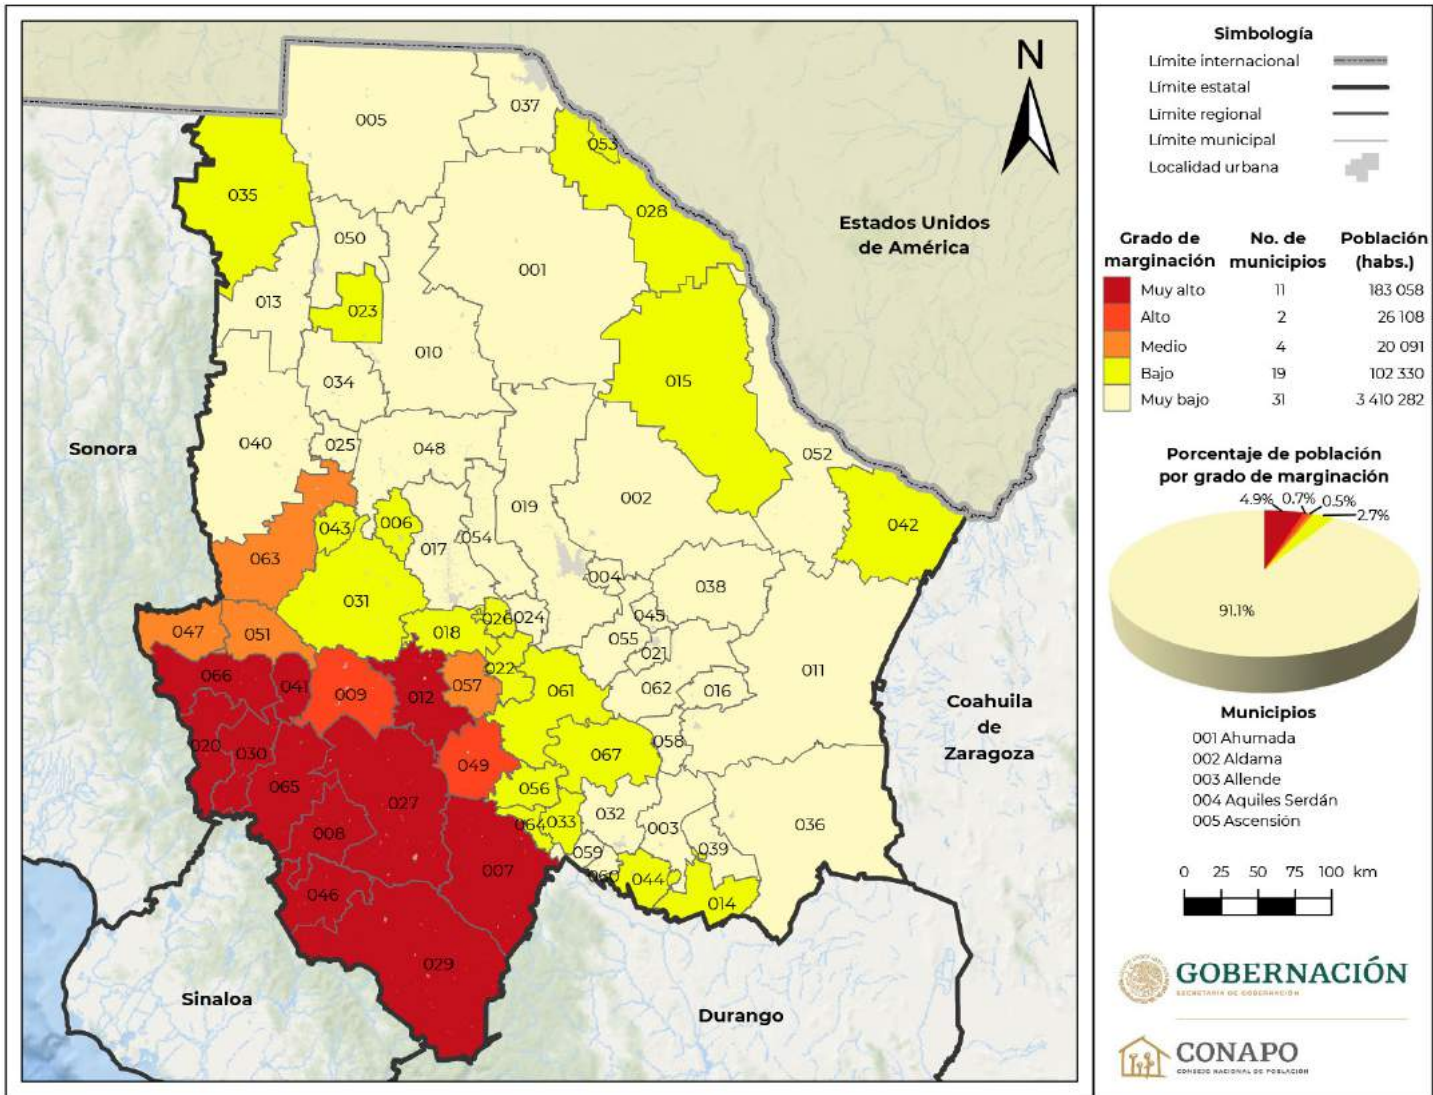 N
005
037
053
035
028
Estados Unidos
de América
050
001
013
023
010
015
034
Sonora
040
025
048
052
002
019
042
043
006
017
054
063
004
038
031
045
026
024
047
051
018
055
021
022
066
041
009
012
057
061
062
016
011
Coahuila
de
Zaragoza
020
030
058
067
049
065
056
027
008
064
033
032
003
036
039
059
007
060
044
046
014
029
Sinaloa
Durango
Simbología
Límite internacional
Límite estatal
Límite regional
Límite municipal
Localidad urbana
Grado de marginación No. de municipios Población (habs.)
Muy alto 11 183 058
Alto 2 26 108
Medio 4 20 091
Bajo 19 102 330
Muy bajo 31 3 410 282
Porcentaje de población
por grado de marginación
4.9% 0.7% 0.5%
2.7%
91.1%
Municipios
001 Ahumada
002 Aldama
003 Allende
004 Aquiles Serdán
005 Ascensión
0 25 50 75 100 km
GOBERNACIÓN
SECRETARÍA DE GOBERNACIÓN
CONAPO
CONSEJO NACIONAL DE POBLACIÓN